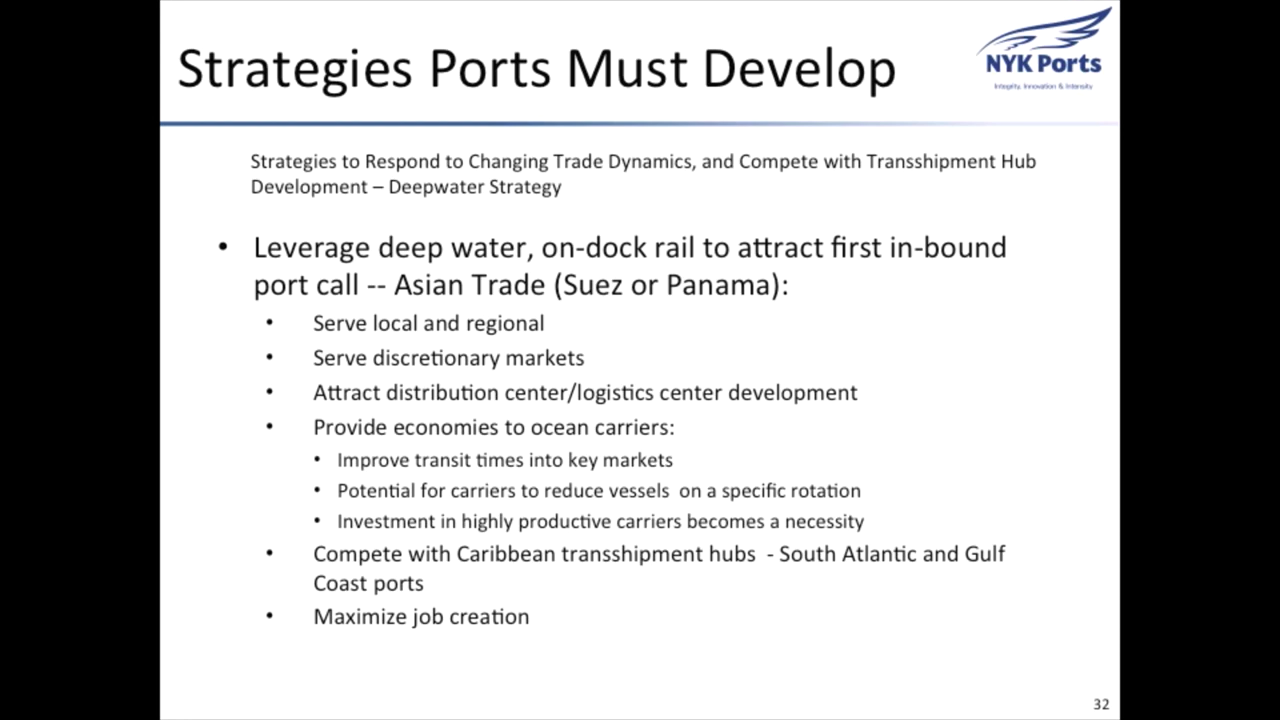 Strategies Ports Must Develop
NYK Ports
Integrity, Innovation & Intensity
Strategies to Respond to Changing Trade Dynamics, and Compete with Transshipment Hub
Development – Deepwater Strategy
• Leverage deep water, on-dock rail to attract first in-bound
port call -- Asian Trade (Suez or Panama):
• Serve local and regional
• Serve discretionary markets
• Attract distribution center/logistics center development
• Provide economies to ocean carriers:
• Improve transit times into key markets
• Potential for carriers to reduce vessels  on a specific rotation
• Investment in highly productive carriers becomes a necessity
• Compete with Caribbean transshipment hubs  - South Atlantic and Gulf
Coast ports
• Maximize job creation
32